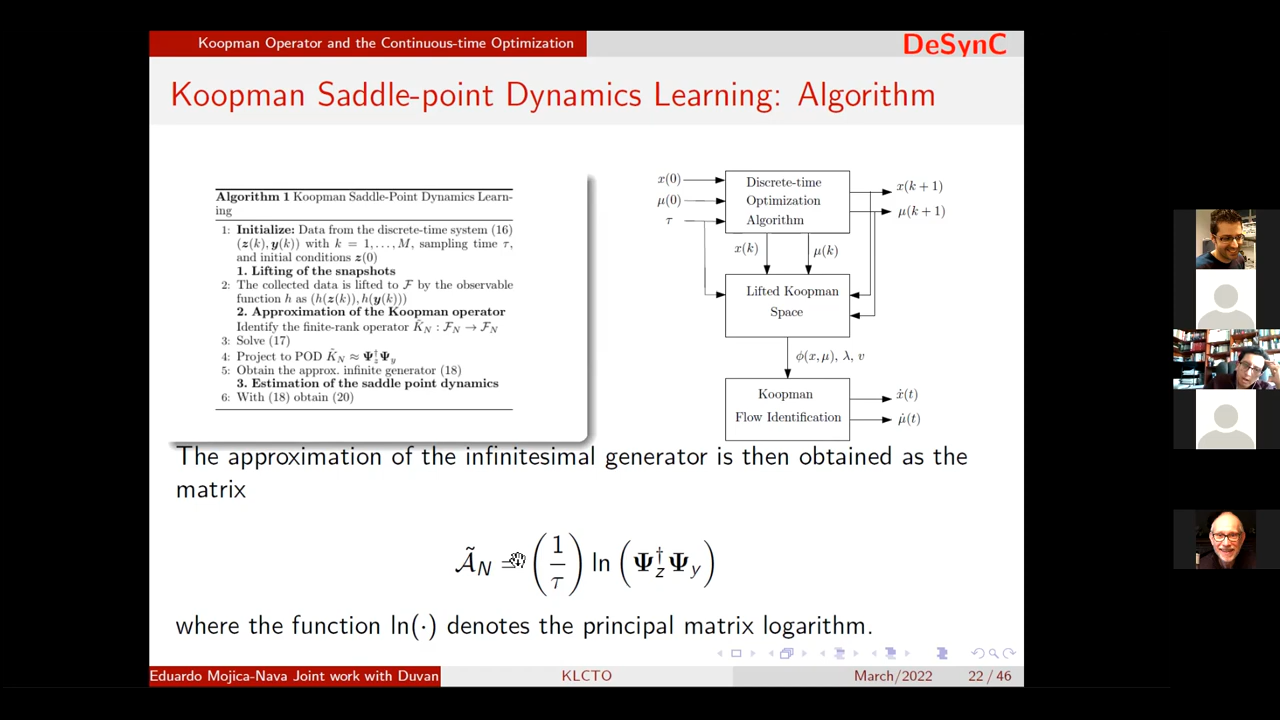 Koopman Operator and the Continuous-time Optimization
DeSynC
Koopman Saddle-point Dynamics Learning: Algorithm
Algorithm 1 Koopman Saddle-Point Dynamics Learn-
ing
1: Initialize: Data from the discrete-time system (16)
(z(k), y(k)) with k = 1, . . . , M, sampling time τ,
and initial conditions z(0)
1. Lifting of the snapshots
2: The collected data is lifted to F by the observable
function h as (h(z(k)), h(y(k)))
2. Approximation of the Koopman operator
Identify the finite-rank operator K̃_N : F_N → F_N
3: Solve (17)
4: Project to POD K̃_N ≈ Ψ_z^†Ψ_y
5: Obtain the approx. infinite generator (18)
3. Estimation of the saddle point dynamics
6: With (18) obtain (20)
x(0)
μ(0)
τ
Discrete-time
Optimization
Algorithm
x(k + 1)
μ(k + 1)
x(k)
μ(k)
Lifted Koopman
Space
ϕ(x, μ), λ, v
Koopman
Flow Identification
ẋ(t)
μ̇(t)
The approximation of the infinitesimal generator is then obtained as the
matrix
Ã_N = (1/τ) ln (Ψ_z^†Ψ_y)
where the function ln(·) denotes the principal matrix logarithm.
Eduardo Mojica-Nava Joint work with Duvan
KLCTO
March/2022
22 / 46